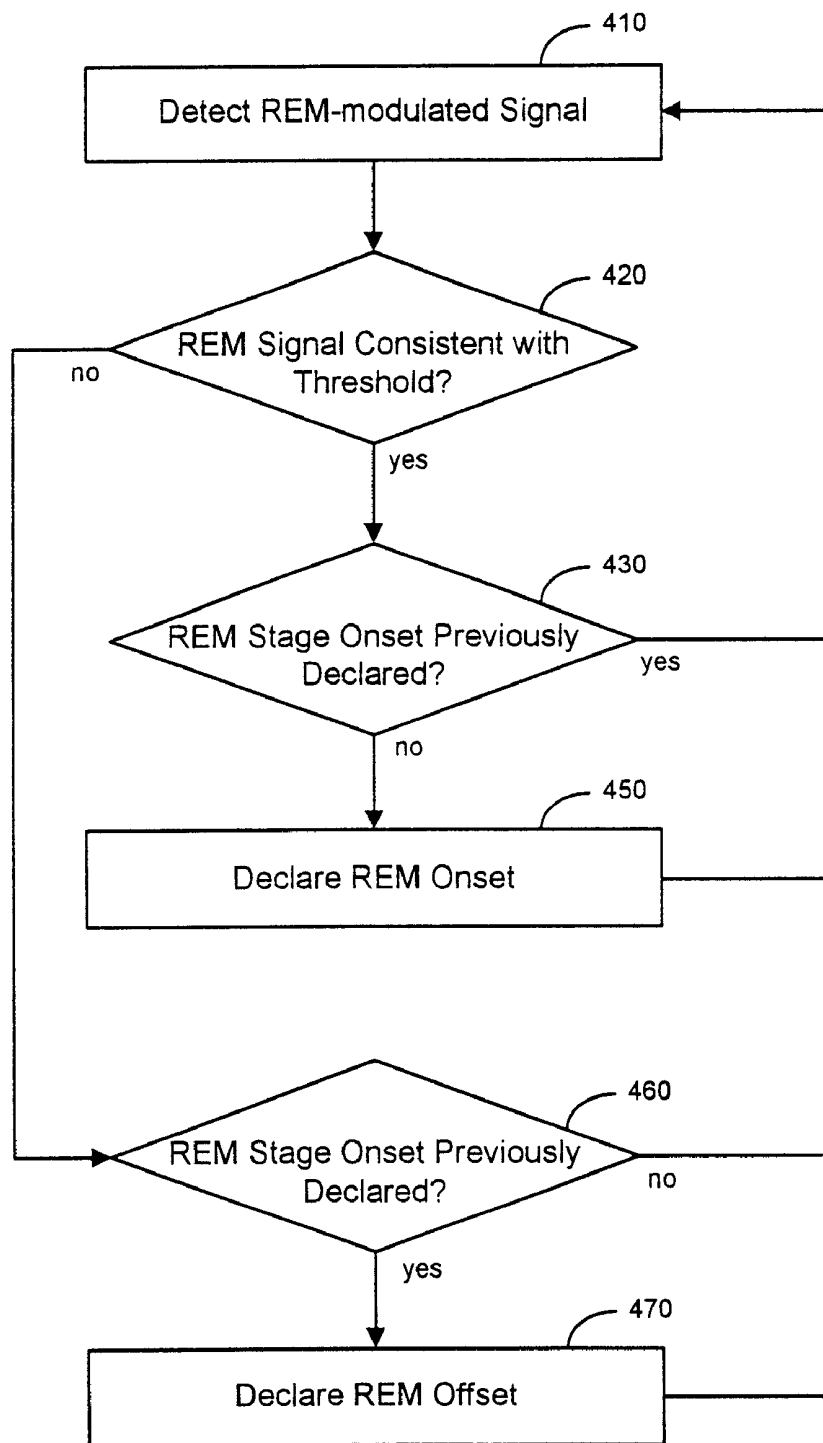 410
Detect REM-modulated Signal
420
REM Signal Consistent with
Threshold?
no
yes
430
REM Stage Onset Previously
Declared?
yes
no
450
Declare REM Onset
460
REM Stage Onset Previously
Declared?
no
yes
470
Declare REM Offset